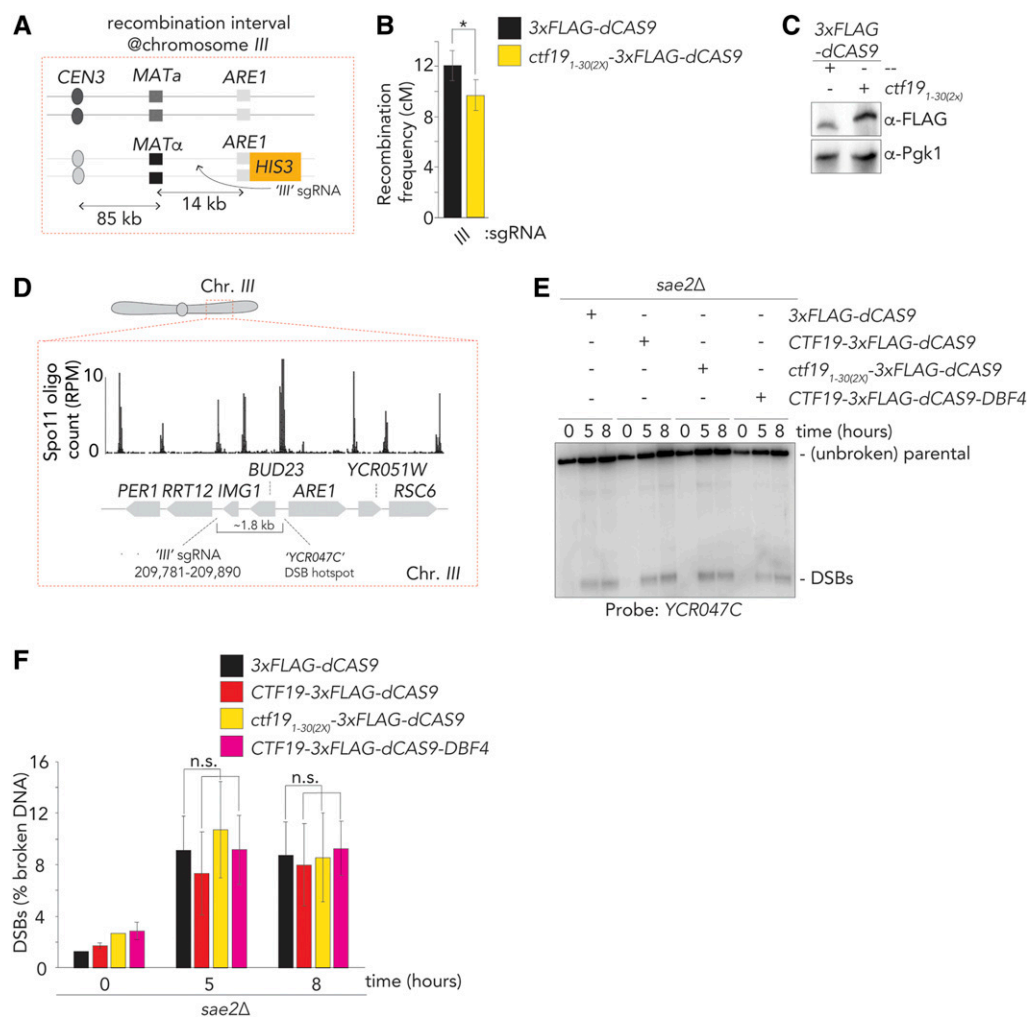 A
recombination interval
@chromosome III
CEN3 MATa ARE1
MATα ARE1
HIS3
'III' sgRNA
85 kb 14 kb
B
3xFLAG-dCAS9
ctf19₁₋₃₀₍₂ₓ₎-3xFLAG-dCAS9
*
Recombination
frequency (cM)
12
8
4
0
III :sgRNA
C
3xFLAG
-dCAS9
+ - --
- + ctf19₁₋₃₀₍₂ₓ₎
α-FLAG
α-Pgk1
D
Chr. III
Spo11 oligo
count (RPM)
10
0
BUD23 YCR051W
PER1 RRT12 IMG1 ARE1 RSC6
~1.8 kb
'III' sgRNA
209,781-209,890
'YCR047C'
DSB hotspot
Chr. III
E
sae2Δ
+ - - - 3xFLAG-dCAS9
- + - - CTF19-3xFLAG-dCAS9
- - + - ctf19₁₋₃₀₍₂ₓ₎-3xFLAG-dCAS9
- - - + CTF19-3xFLAG-dCAS9-DBF4
0 5 8 0 5 8 0 5 8 0 5 8 time (hours)
- (unbroken) parental
- DSBs
Probe: YCR047C
F
3xFLAG-dCAS9
CTF19-3xFLAG-dCAS9
ctf19₁₋₃₀₍₂ₓ₎-3xFLAG-dCAS9
CTF19-3xFLAG-dCAS9-DBF4
DSBs (% broken DNA)
16
12
8
4
0
n.s. n.s.
0 5 8 time (hours)
sae2Δ